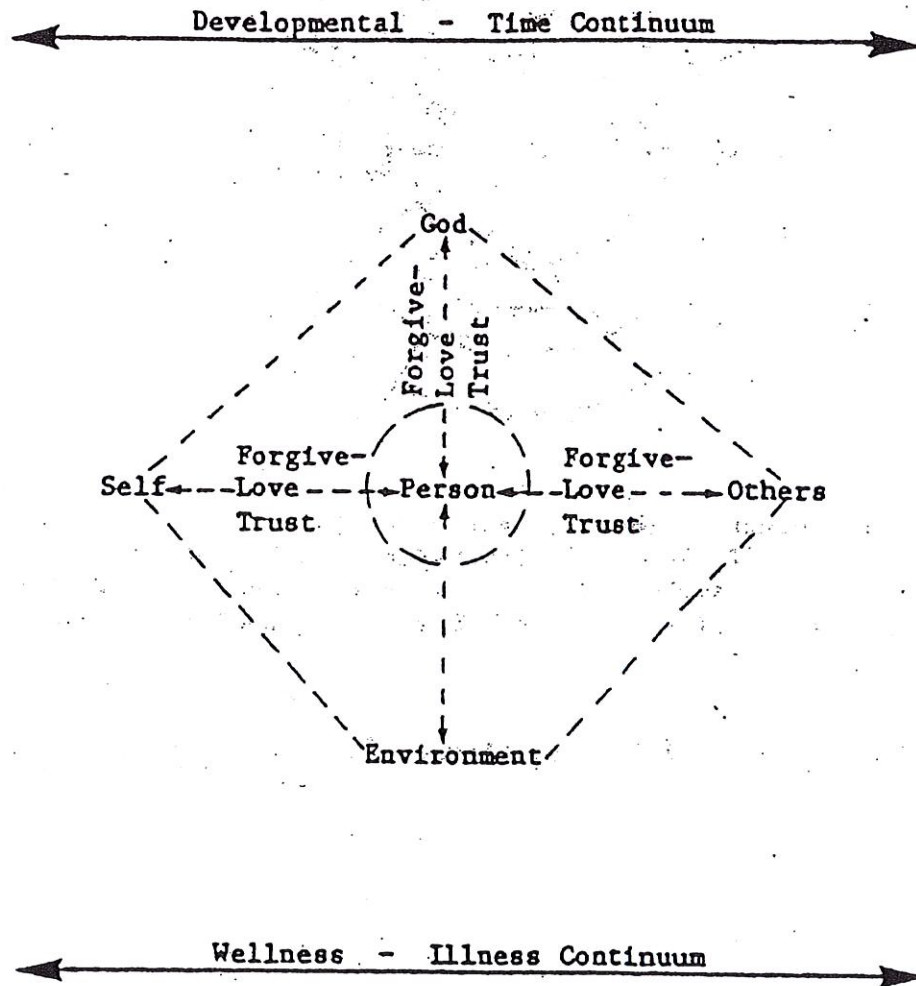 Developmental - Time Continuum
God
Forgive-
Love
Trust
Forgive-
Love
Trust
Forgive-
Love
Trust
Self
Person
Others
Environment
Wellness - Illness Continuum